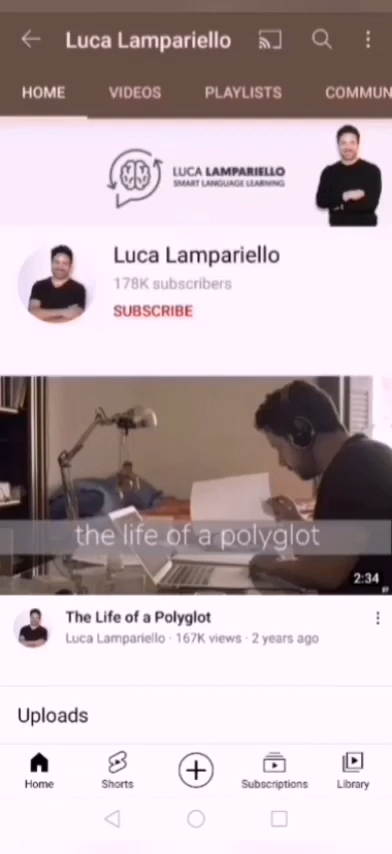 Luca Lampariello
HOME VIDEOS PLAYLISTS COMMUN
LUCA LAMPARIELLO
SMART LANGUAGE LEARNING
Luca Lampariello
178K subscribers
SUBSCRIBE
the life of a polyglot
2:34
The Life of a Polyglot
Luca Lampariello · 167K views · 2 years ago
Uploads
Home Shorts Subscriptions Library